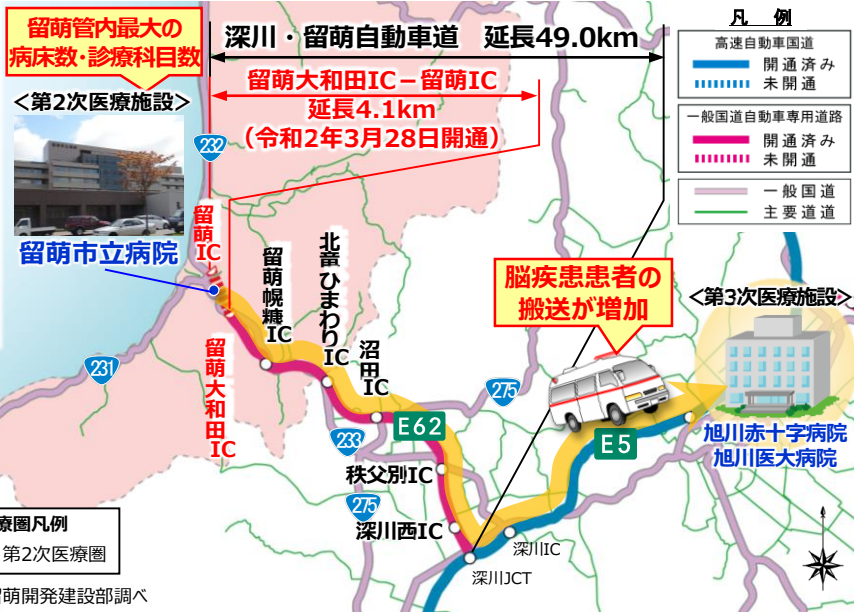 留萌管内最大の
病床数・診療科目数
<第2次医療施設>
留萌市立病院
深川・留萌自動車道 延長49.0km
留萌大和田IC－留萌IC
延長4.1km
（令和2年3月28日開通）
凡 例
高速自動車国道
開通済み
未開通
一般国道自動車専用道路
開通済み
未開通
一般国道
主要道道
232
留萌IC
留萌幌糠IC
北竜ひまわりIC
沼田IC
留萌大和田IC
231
233
275
275
E62
秩父別IC
深川西IC
深川IC
深川JCT
脳疾患患者の
搬送が増加
E5
<第3次医療施設>
旭川赤十字病院
旭川医大病院
療圏凡例
第2次医療圏
留萌開発建設部調べ